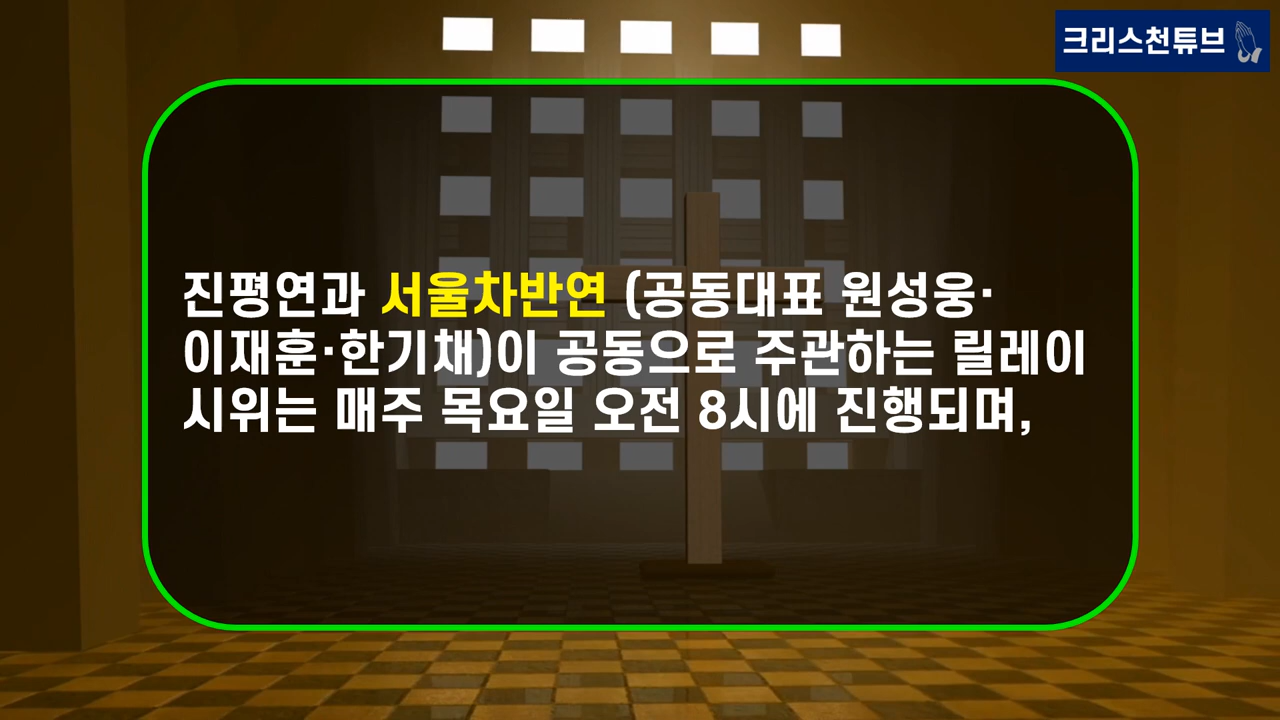 크리스천튜브
진평연과 서울차반연 (공동대표 원성웅·
이재훈·한기채)이 공동으로 주관하는 릴레이
시위는 매주 목요일 오전 8시에 진행되며,